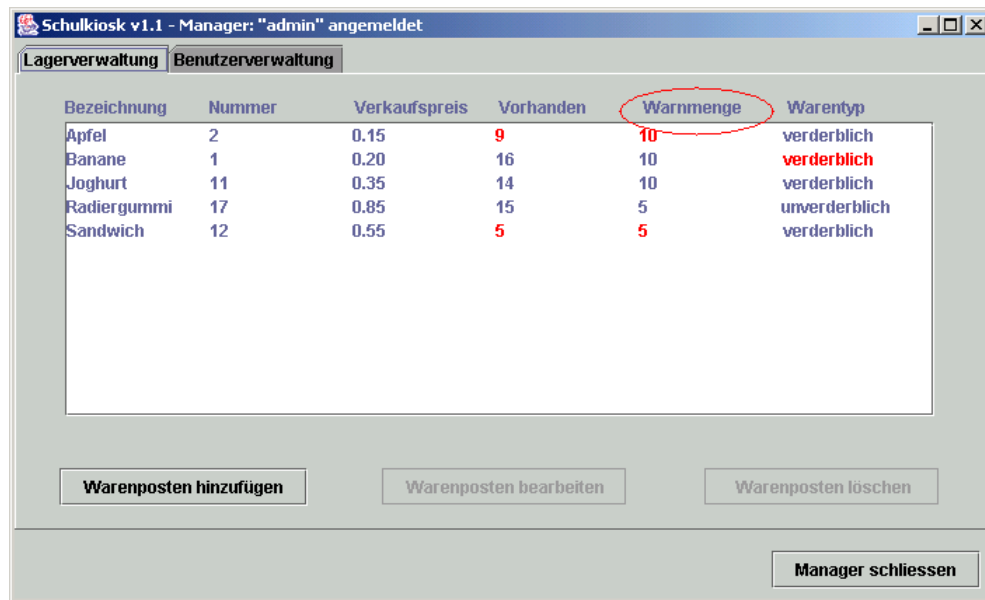 Schulkiosk v1.1 - Manager: "admin" angemeldet
Lagerverwaltung Benutzerverwaltung
Bezeichnung Nummer Verkaufspreis Vorhanden Warnmenge Warentyp
Apfel 2 0.15 9 10 verderblich
Banane 1 0.20 16 10 verderblich
Joghurt 11 0.35 14 10 verderblich
Radiergummi 17 0.85 15 5 unverderblich
Sandwich 12 0.55 5 5 verderblich
Warenposten hinzufügen Warenposten bearbeiten Warenposten löschen
Manager schliessen